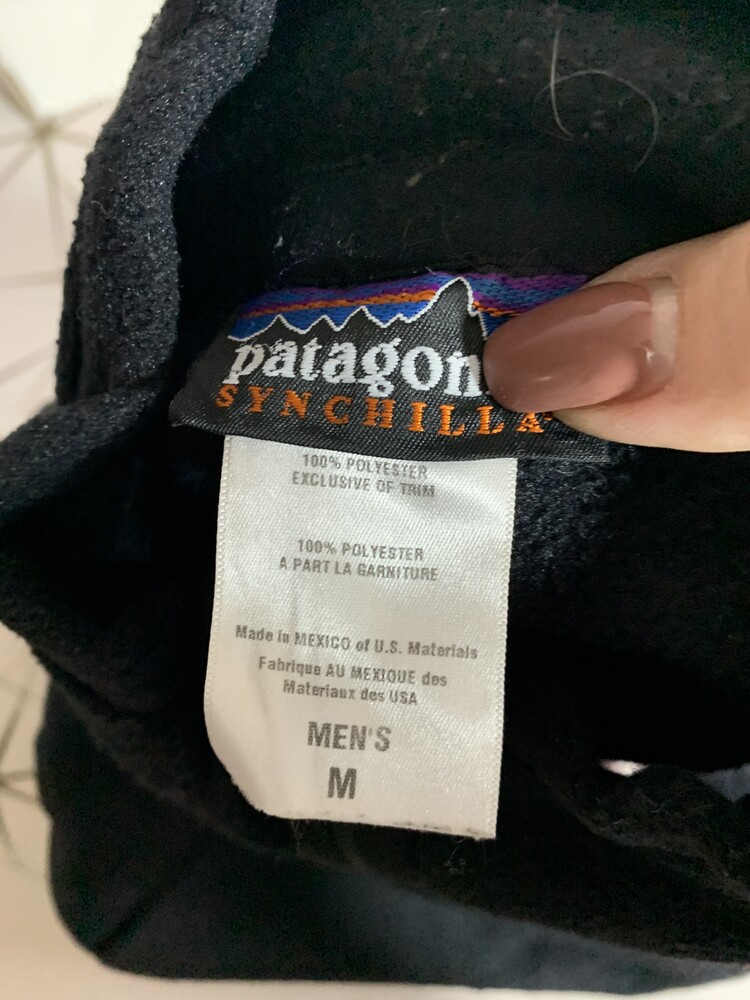 patagon
SYNCHILLA
100% POLYESTER
EXCLUSIVE OF TRIM
100% POLYESTER
A PART LA GARNITURE
Made in MEXICO of U.S. Materials
Fabrique AU MEXIQUE des
Materiaux des USA
MEN'S
M